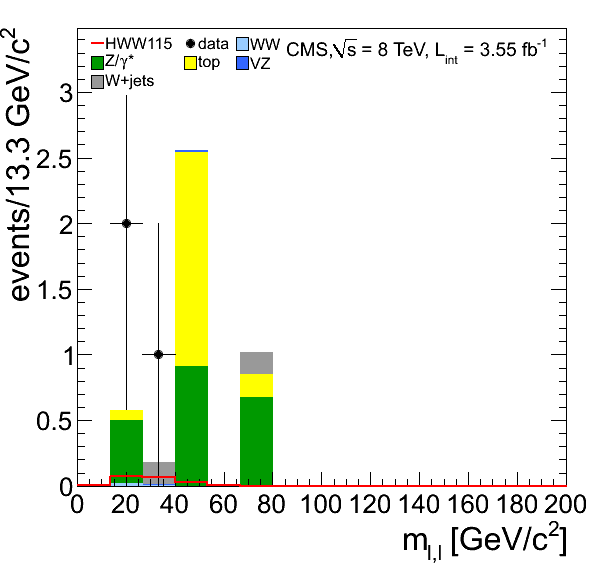 HWW115 data WW
Z/γ* top VZ
W+jets
CMS,√s = 8 TeV, L_int = 3.55 fb⁻¹
events/13.3 GeV/c²
3
2.5
2
1.5
1
0.5
0
0 20 40 60 80 100 120 140 160 180 200
m_l,l [GeV/c²]